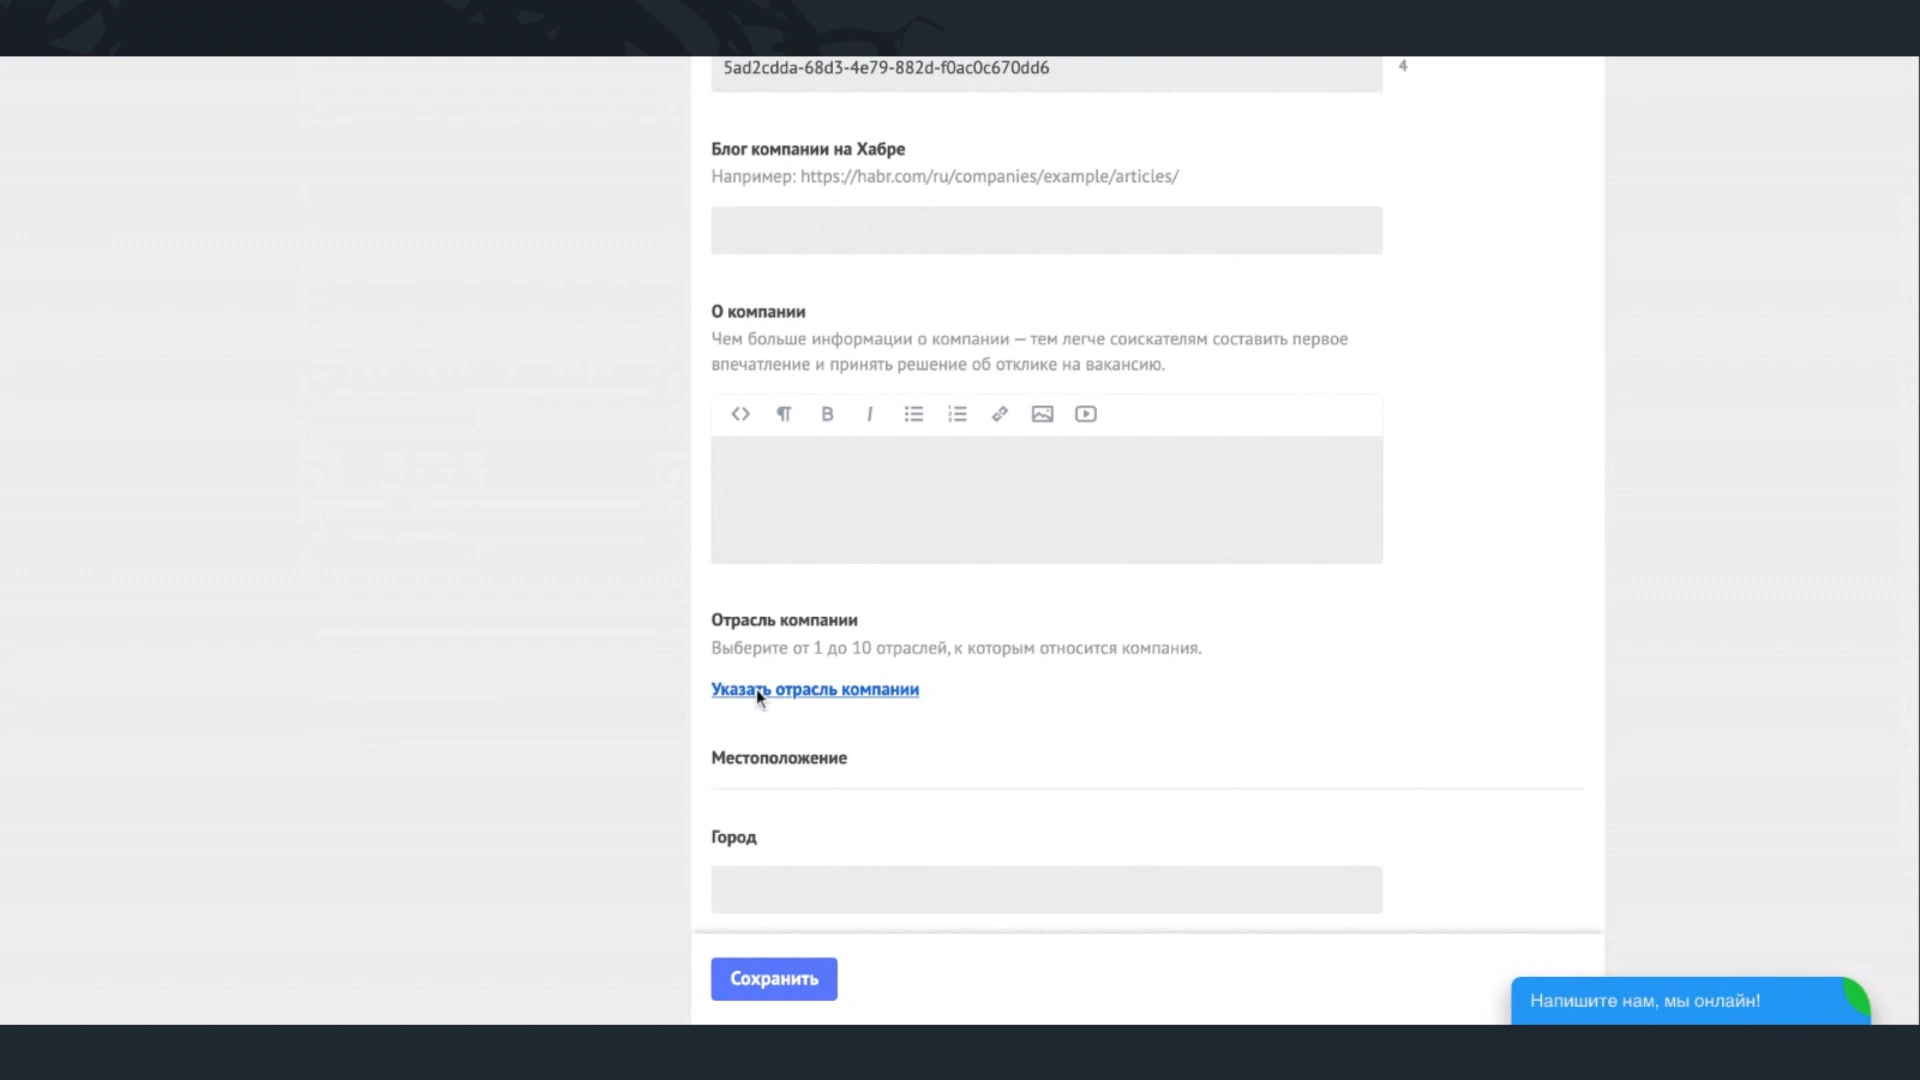 5ad2cdda-68d3-4e79-882d-f0ac0c670dd6
4
Блог компании на Хабре
Например: https://habr.com/ru/companies/example/articles/
О компании
Чем больше информации о компании — тем легче соискателям составить первое
впечатление и принять решение об отклике на вакансию.
Отрасль компании
Выберите от 1 до 10 отраслей, к которым относится компания.
Указать отрасль компании
Местоположение
Город
Сохранить
Напишите нам, мы онлайн!